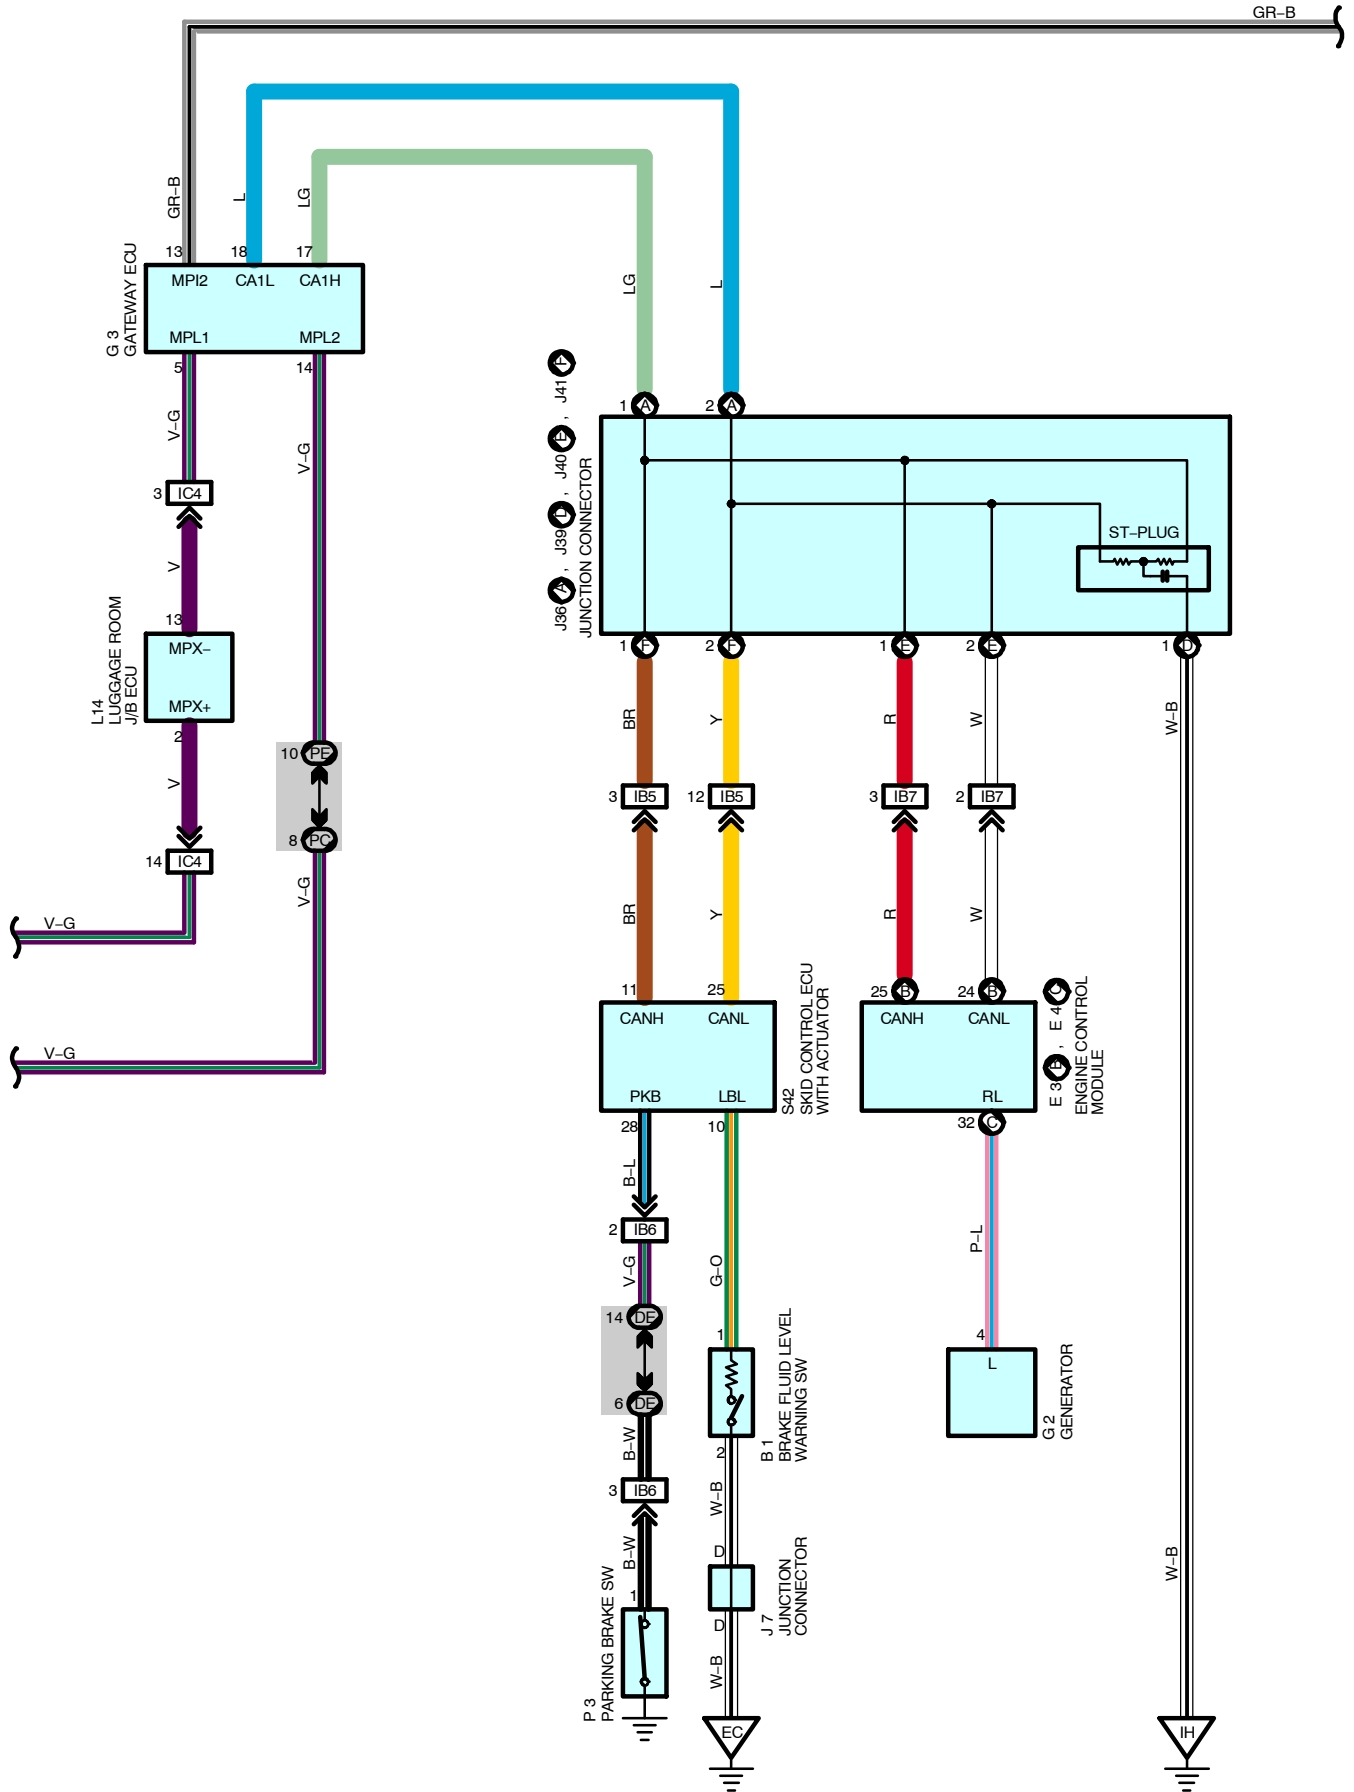 GR-B
GR-B
L
LG
13
18
17
MPI2
CA1L
CA1H
MPL1
MPL2
G 3
GATEWAY ECU
5
14
V-G
V-G
LG
L
J36 A , J39 D , J40 E , J41 F
JUNCTION CONNECTOR
1 A
2 A
ST-PLUG
3 IC4
V
13
MPX-
MPX+
L14
LUGGAGE ROOM
J/B ECU
2
V
14 IC4
V-G
10 PE
8 PC
V-G
V-G
1 F
2 F
1 E
2 E
1 D
BR
Y
R
W
W-B
3 IB5
12 IB5
3 IB7
2 IB7
BR
Y
R
W
11
25
25 B
24 B
CANH
CANL
CANH
CANL
PKB
LBL
RL
S42
SKID CONTROL ECU
WITH ACTUATOR
E 3 B , E 4 C
ENGINE CONTROL
MODULE
28
10
32 C
B-L
2 IB6
V-G
G-O
P-L
14 DE
6 DE
1
4
L
B 1
BRAKE FLUID LEVEL
WARNING SW
G 2
GENERATOR
B-W
2
3 IB6
W-B
B-W
D
1
J 7
JUNCTION
CONNECTOR
D
W-B
W-B
P 3
PARKING BRAKE SW
EC
IH